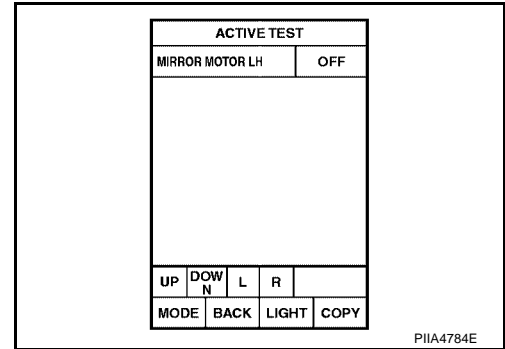 ACTIVE TEST
MIRROR MOTOR LH OFF
UP DOWN L R
MODE BACK LIGHT COPY
PIIA4784E